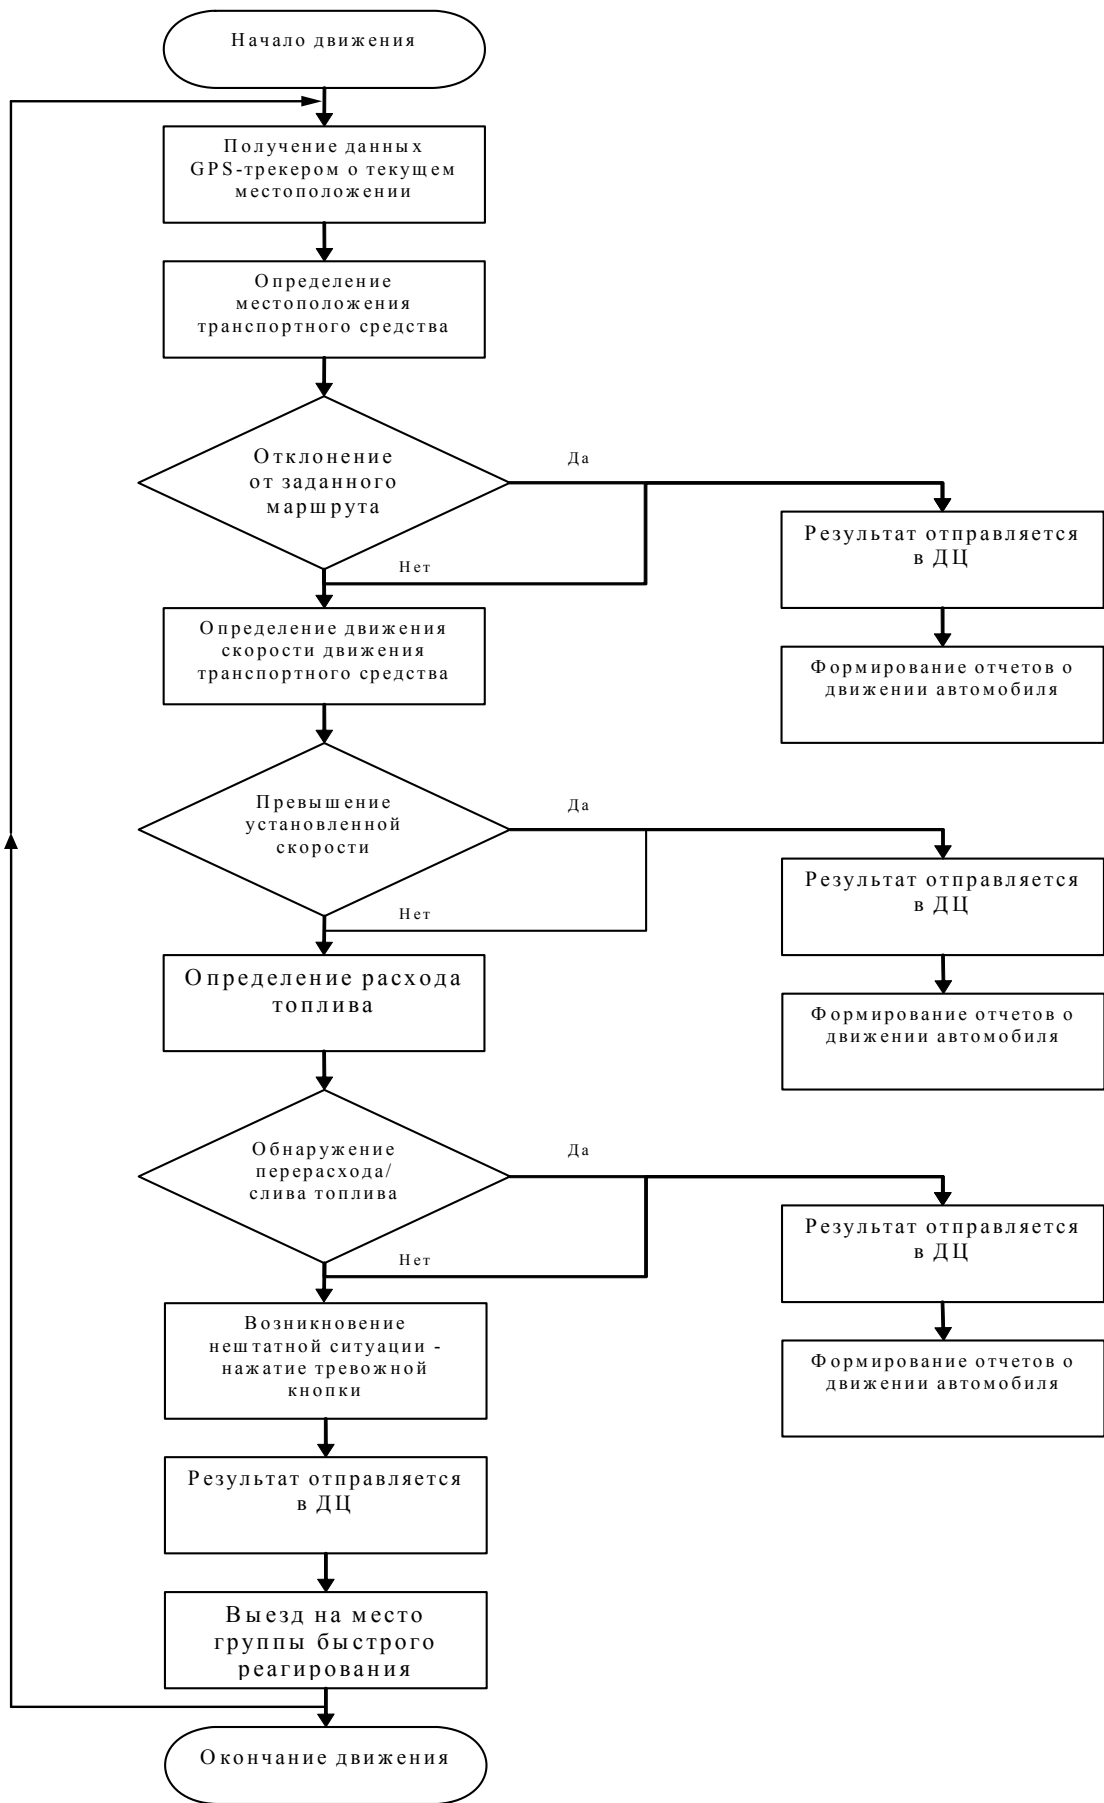 Начало движения
Получение данных
GPS-трекером о текущем
местоположении
Определение
местоположения
транспортного средства
Отклонение
от заданного
маршрута
Да
Нет
Результат отправляется
в ДЦ
Формирование отчетов о
движении автомобиля
Определение движения
скорости движения
транспортного средства
Превышение
установленной
скорости
Да
Нет
Результат отправляется
в ДЦ
Формирование отчетов о
движении автомобиля
Определение расхода
топлива
Обнаружение
перерасхода/
слива топлива
Да
Нет
Результат отправляется
в ДЦ
Формирование отчетов о
движении автомобиля
Возникновение
нештатной ситуации -
нажатие тревожной
кнопки
Результат отправляется
в ДЦ
Выезд на место
группы быстрого
реагирования
Окончание движения